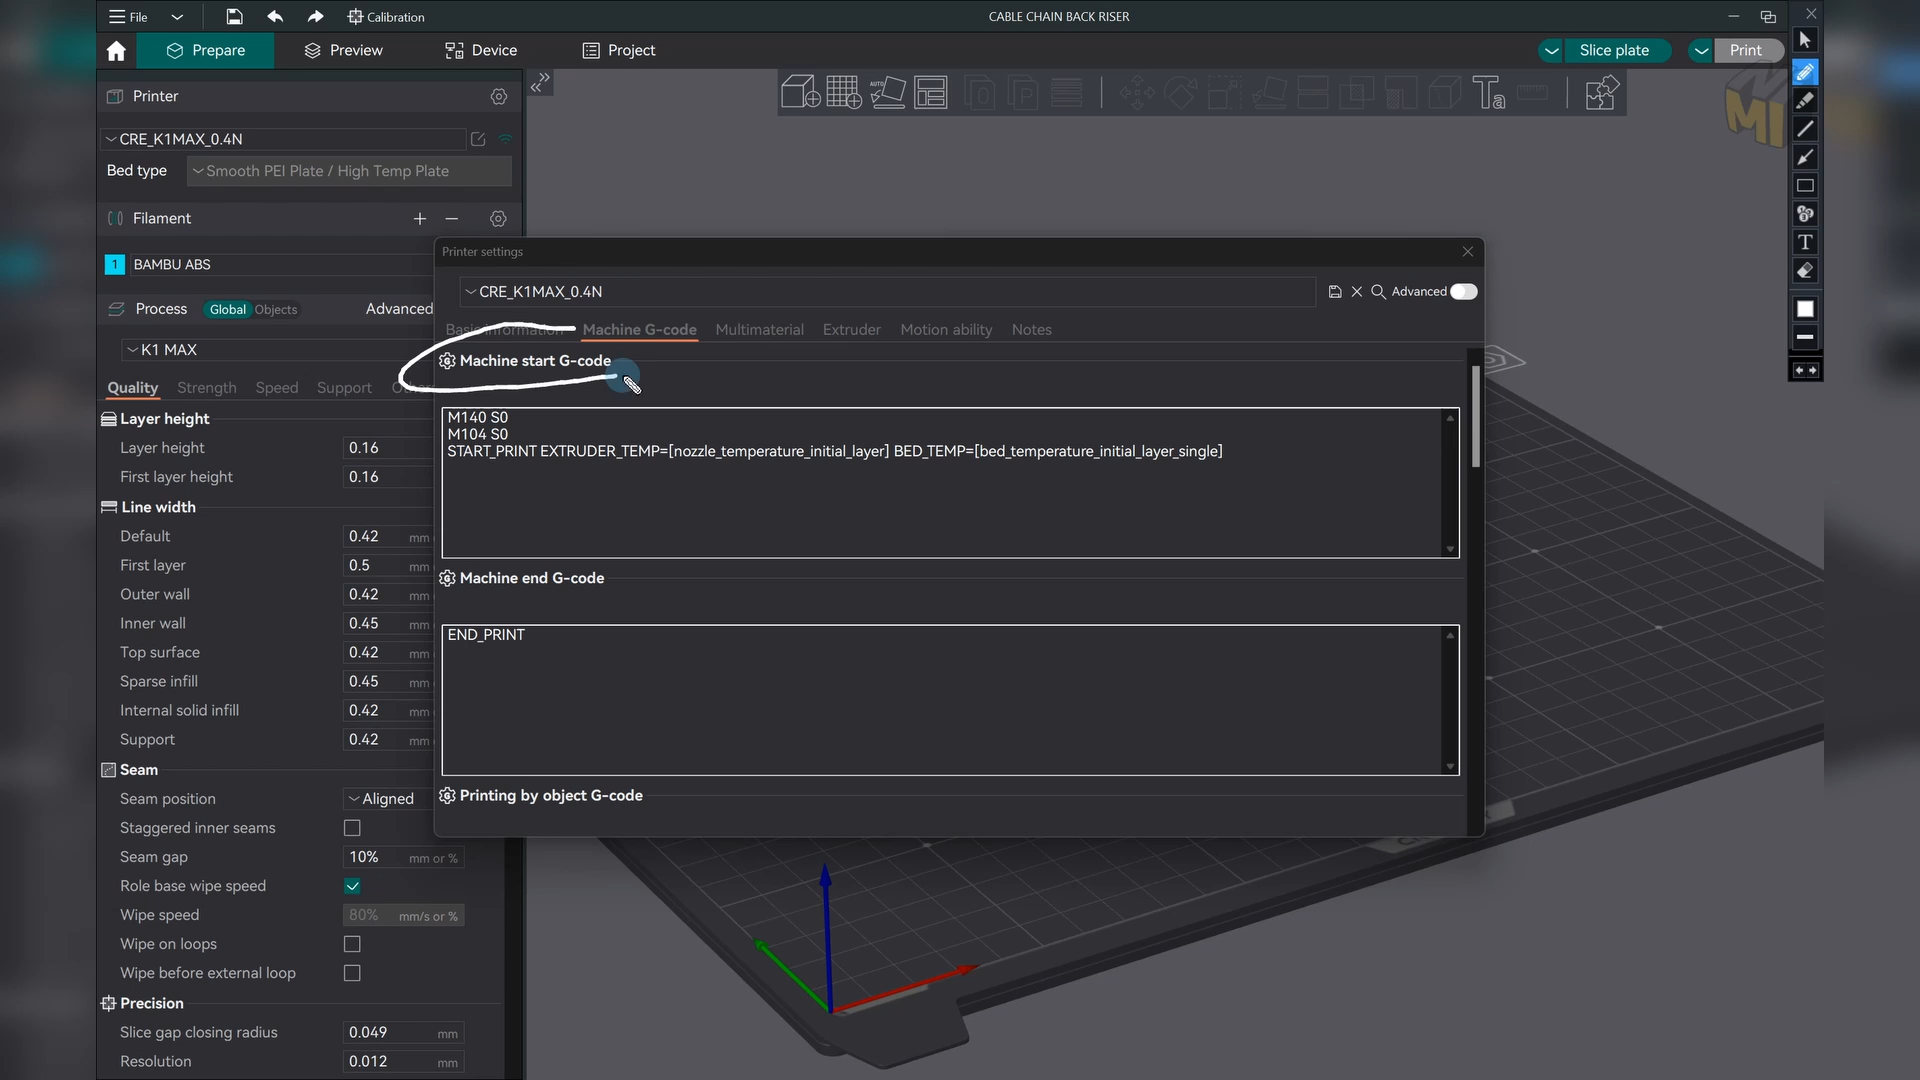 File
Calibration
CABLE CHAIN BACK RISER
Prepare
Preview
Device
Project
Slice plate
Print
Printer
AUTO
Ta
MI
CRE_K1MAX_0.4N
Bed type
Smooth PEI Plate / High Temp Plate
Filament
1
BAMBU ABS
Printer settings
CRE_K1MAX_0.4N
Advanced
Process
Global
Objects
Advanced
Basic information
Machine G-code
Multimaterial
Extruder
Motion ability
Notes
K1 MAX
Machine start G-code
Quality
Strength
Speed
Support
M140 S0
M104 S0
START_PRINT EXTRUDER_TEMP=[nozzle_temperature_initial_layer] BED_TEMP=[bed_temperature_initial_layer_single]
Layer height
Layer height 0.16
First layer height 0.16
Line width
Default 0.42 mm
First layer 0.5 mm
Outer wall 0.42 mm
Inner wall 0.45 mm
Top surface 0.42 mm
Sparse infill 0.45 mm
Internal solid infill 0.42 mm
Support 0.42 mm
Machine end G-code
END_PRINT
Printing by object G-code
Seam
Seam position Aligned
Staggered inner seams
Seam gap 10% mm or %
Role base wipe speed
Wipe speed 80% mm/s or %
Wipe on loops
Wipe before external loop
Precision
Slice gap closing radius 0.049 mm
Resolution 0.012 mm